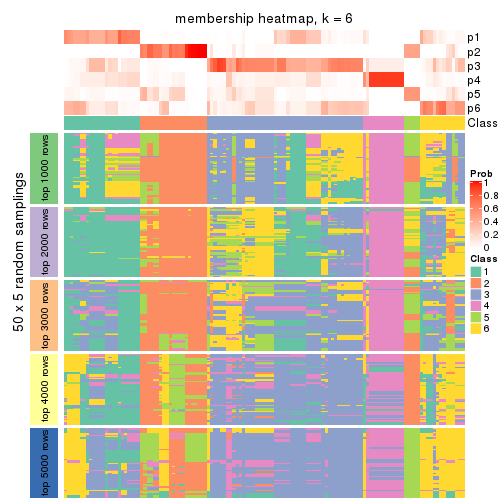 membership heatmap, k = 6
p1
p2
p3
p4
p5
p6
Class
50 x 5 random samplings
top 1000 rows
top 2000 rows
top 3000 rows
top 4000 rows
top 5000 rows
Prob
1
0.8
0.6
0.4
0.2
0
Class
1
2
3
4
5
6